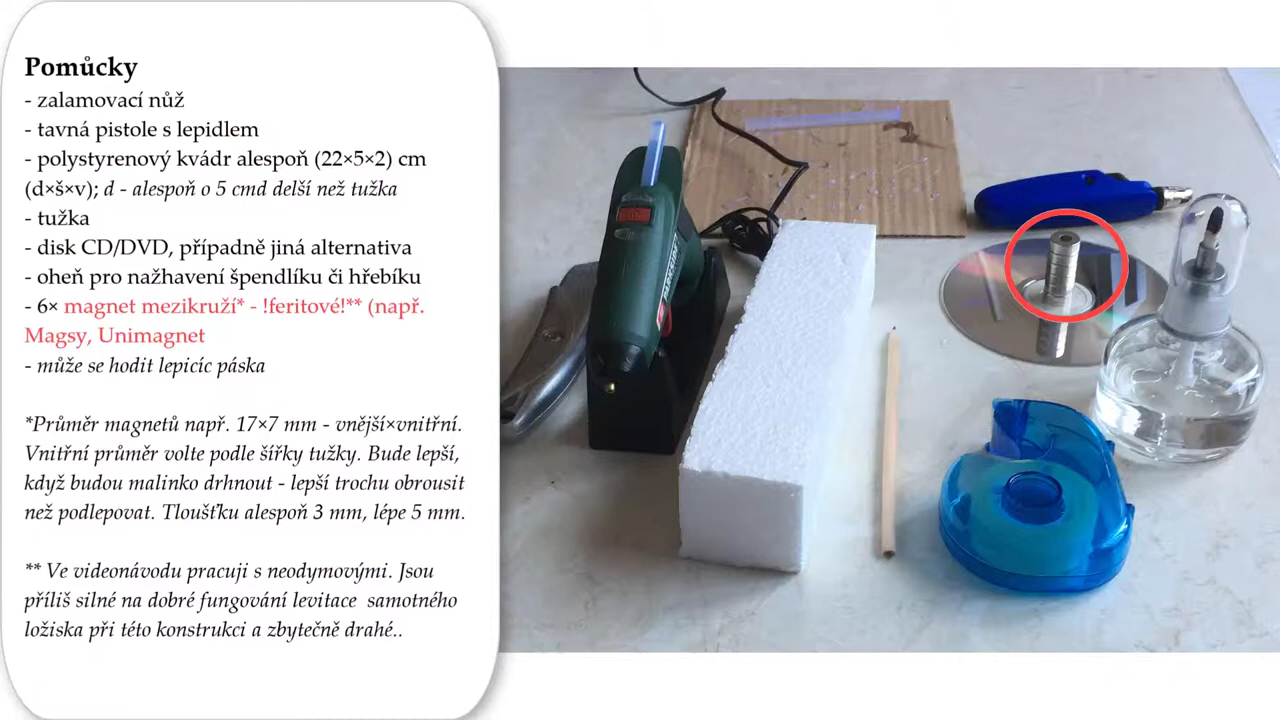 Pomůcky
- zalamovací nůž
- tavná pistole s lepidlem
- polystyrenový kvádr alespoň (22×5×2) cm
(d×š×v); d - alespoň o 5 cmd delší než tužka
- tužka
- disk CD/DVD, případně jiná alternativa
- oheň pro nažhavení špendlíku či hřebíku
- 6× magnet mezikruží* - !feritové!** (např.
Magsy, Unimagnet
- může se hodit lepicíc páska
*Průměr magnetů např. 17×7 mm - vnější×vnitřní.
Vnitřní průměr volte podle šířky tužky. Bude lepší,
když budou malinko drhnout - lepší trochu obrousit
než podlepovat. Tloušťku alespoň 3 mm, lépe 5 mm.
** Ve videonávodu pracuji s neodymovými. Jsou
příliš silné na dobré fungování levitace  samotného
ložiska při této konstrukci a zbytečně drahé..
PARKSIDE